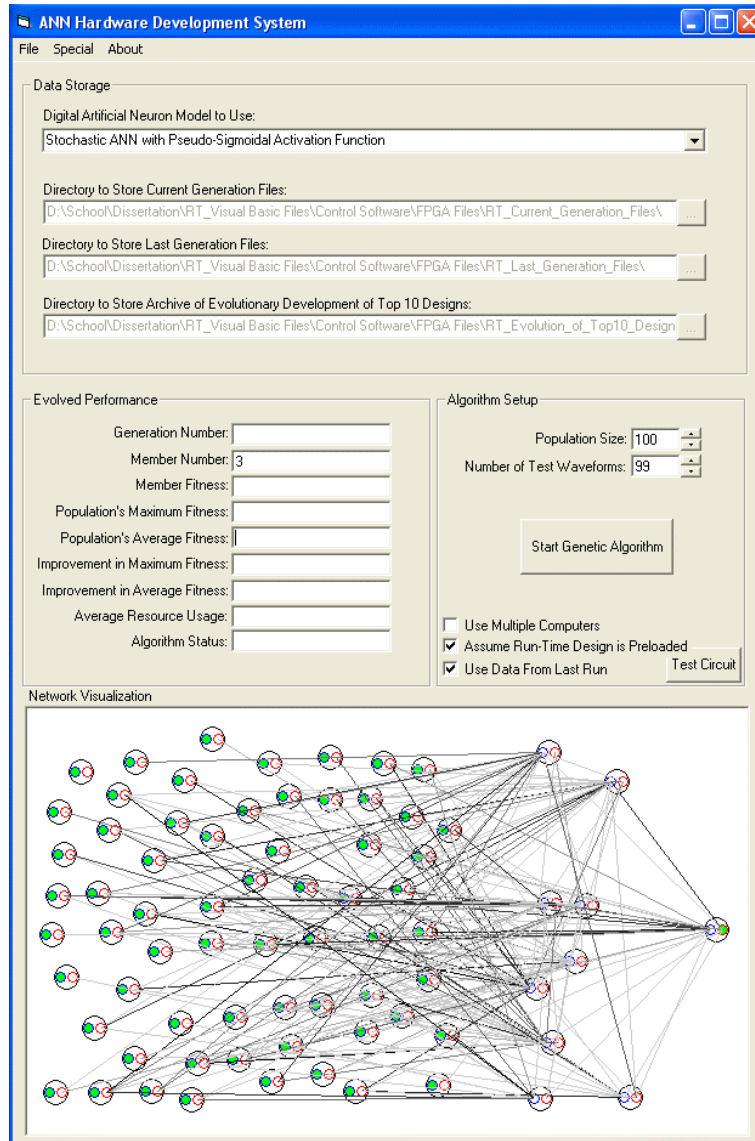 ANN Hardware Development System
File Special About
Data Storage
Digital Artificial Neuron Model to Use:
Stochastic ANN with Pseudo-Sigmoidal Activation Function
Directory to Store Current Generation Files:
D:\School\Dissertation\RT_Visual Basic Files\Control Software\FPGA Files\RT_Current_Generation_Files\ ...
Directory to Store Last Generation Files:
D:\School\Dissertation\RT_Visual Basic Files\Control Software\FPGA Files\RT_Last_Generation_Files\ ...
Directory to Store Archive of Evolutionary Development of Top 10 Designs:
D:\School\Dissertation\RT_Visual Basic Files\Control Software\FPGA Files\RT_Evolution_of_Top10_Design ...
Evolved Performance
Generation Number:
Member Number: 3
Member Fitness:
Population's Maximum Fitness:
Population's Average Fitness:
Improvement in Maximum Fitness:
Improvement in Average Fitness:
Average Resource Usage:
Algorithm Status:
Algorithm Setup
Population Size: 100
Number of Test Waveforms: 99
Start Genetic Algorithm
Use Multiple Computers
Assume Run-Time Design is Preloaded
Use Data From Last Run
Test Circuit
Network Visualization